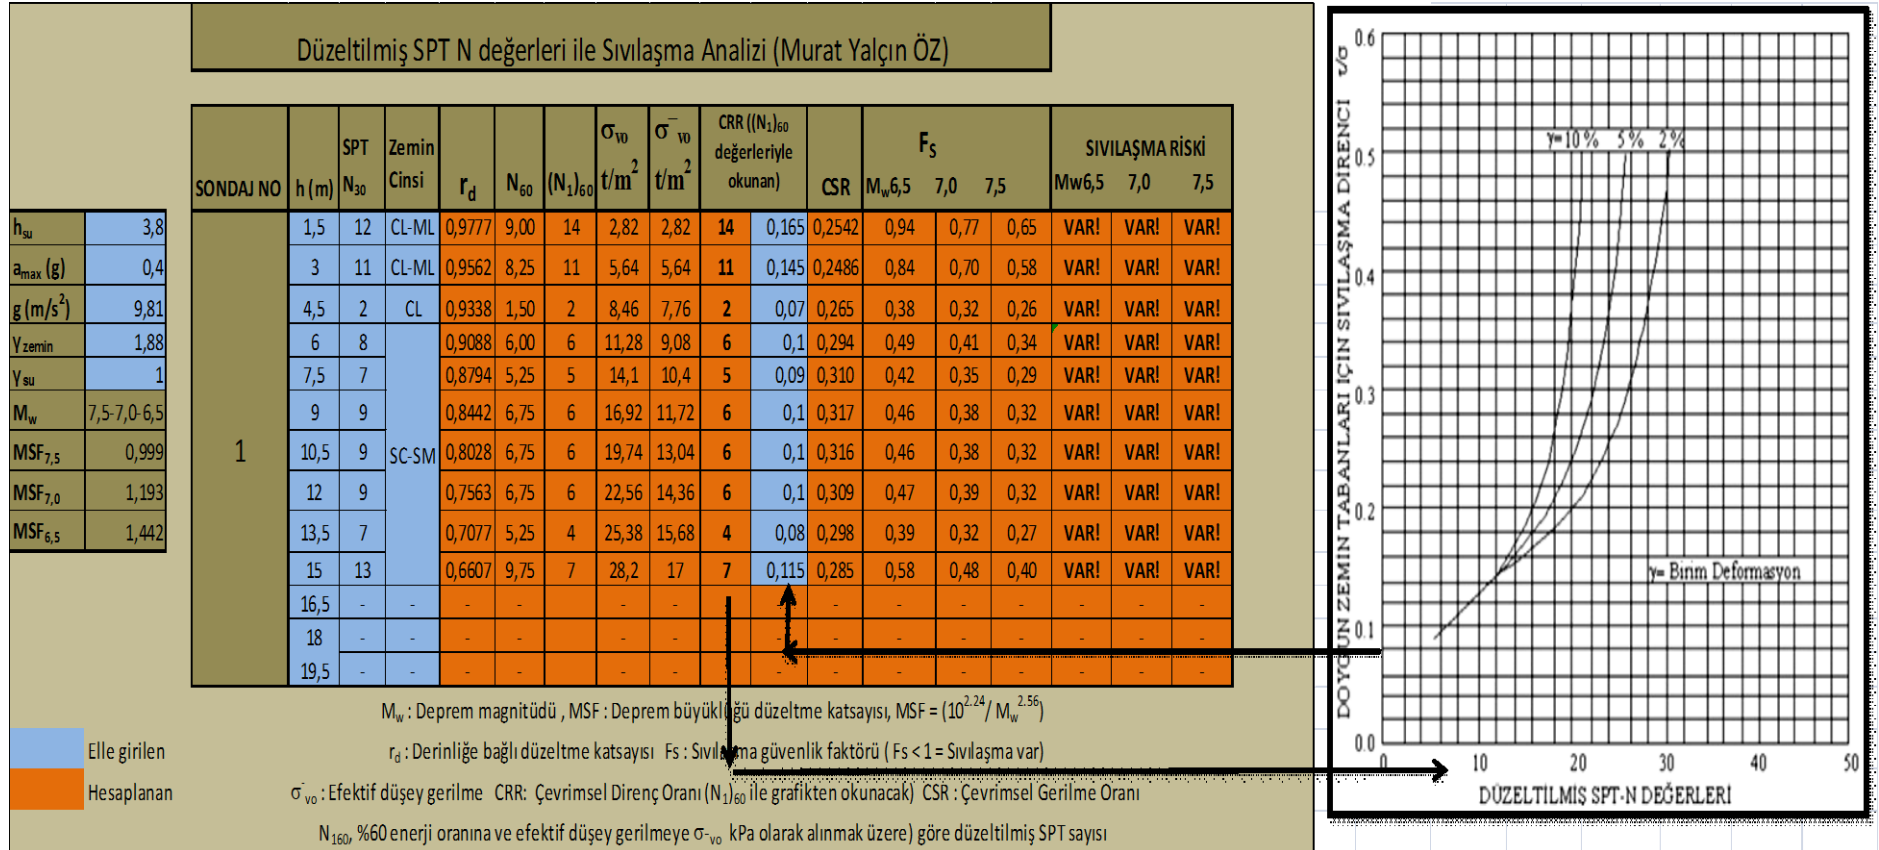 Düzeltilmiş SPT N değerleri ile Sıvılaşma Analizi (Murat Yalçın ÖZ)
SONDAJ NO h (m) SPT N30 Zemin Cinsi rd N60 (N1)60 σvo t/m2 σ‾vo t/m2 CRR ((N1)60 değerleriyle okunan) CSR FS Mw6,5 7,0 7,5 SIVILAŞMA RİSKİ Mw6,5 7,0 7,5
1
1,5 12 CL-ML 0,9777 9,00 14 2,82 2,82 14 0,165 0,2542 0,94 0,77 0,65 VAR! VAR! VAR!
3 11 CL-ML 0,9562 8,25 11 5,64 5,64 11 0,145 0,2486 0,84 0,70 0,58 VAR! VAR! VAR!
4,5 2 CL 0,9338 1,50 2 8,46 7,76 2 0,07 0,265 0,38 0,32 0,26 VAR! VAR! VAR!
SC-SM
6 8 0,9088 6,00 6 11,28 9,08 6 0,1 0,294 0,49 0,41 0,34 VAR! VAR! VAR!
7,5 7 0,8794 5,25 5 14,1 10,4 5 0,09 0,310 0,42 0,35 0,29 VAR! VAR! VAR!
9 9 0,8442 6,75 6 16,92 11,72 6 0,1 0,317 0,46 0,38 0,32 VAR! VAR! VAR!
10,5 9 0,8028 6,75 6 19,74 13,04 6 0,1 0,316 0,46 0,38 0,32 VAR! VAR! VAR!
12 9 0,7563 6,75 6 22,56 14,36 6 0,1 0,309 0,47 0,39 0,32 VAR! VAR! VAR!
13,5 7 0,7077 5,25 4 25,38 15,68 4 0,08 0,298 0,39 0,32 0,27 VAR! VAR! VAR!
15 13 0,6607 9,75 7 28,2 17 7 0,115 0,285 0,58 0,48 0,40 VAR! VAR! VAR!
16,5 - - - - - - - - - - - - - - -
18 - - - - - - - - - - - - - -
19,5 - - - - - - - - - - - - - - -
hsu 3,8
amax (g) 0,4
g (m/s2) 9,81
γzemin 1,88
γsu 1
Mw 7,5-7,0-6,5
MSF7,5 0,999
MSF7,0 1,193
MSF6,5 1,442
Elle girilen
Hesaplanan
Mw : Deprem magnitüdü , MSF : Deprem büyüklüğü düzeltme katsayısı, MSF = (10^2.24/ Mw^2.56)
rd : Derinliğe bağlı düzeltme katsayısı Fs : Sıvılaşma güvenlik faktörü ( Fs < 1 = Sıvılaşma var)
σ‾vo : Efektif düşey gerilme CRR: Çevrimsel Direnç Oranı (N1)60 ile grafikten okunacak) CSR : Çevrimsel Gerilme Oranı
N160, %60 enerji oranına ve efektif düşey gerilmeye σ-vo kPa olarak alınmak üzere) göre düzeltilmiş SPT sayısı
DOYGUN ZEMIN TABANLARI İÇİN SIVILAŞMA DIRENCI τ/σ
0.6
0.5
0.4
0.3
0.2
0.1
0.0
γ= 10 % 5 % 2 %
γ= Birim Deformasyon
0 10 20 30 40 50
DÜZELTİLMİŞ SPT-N DEĞERLERİ